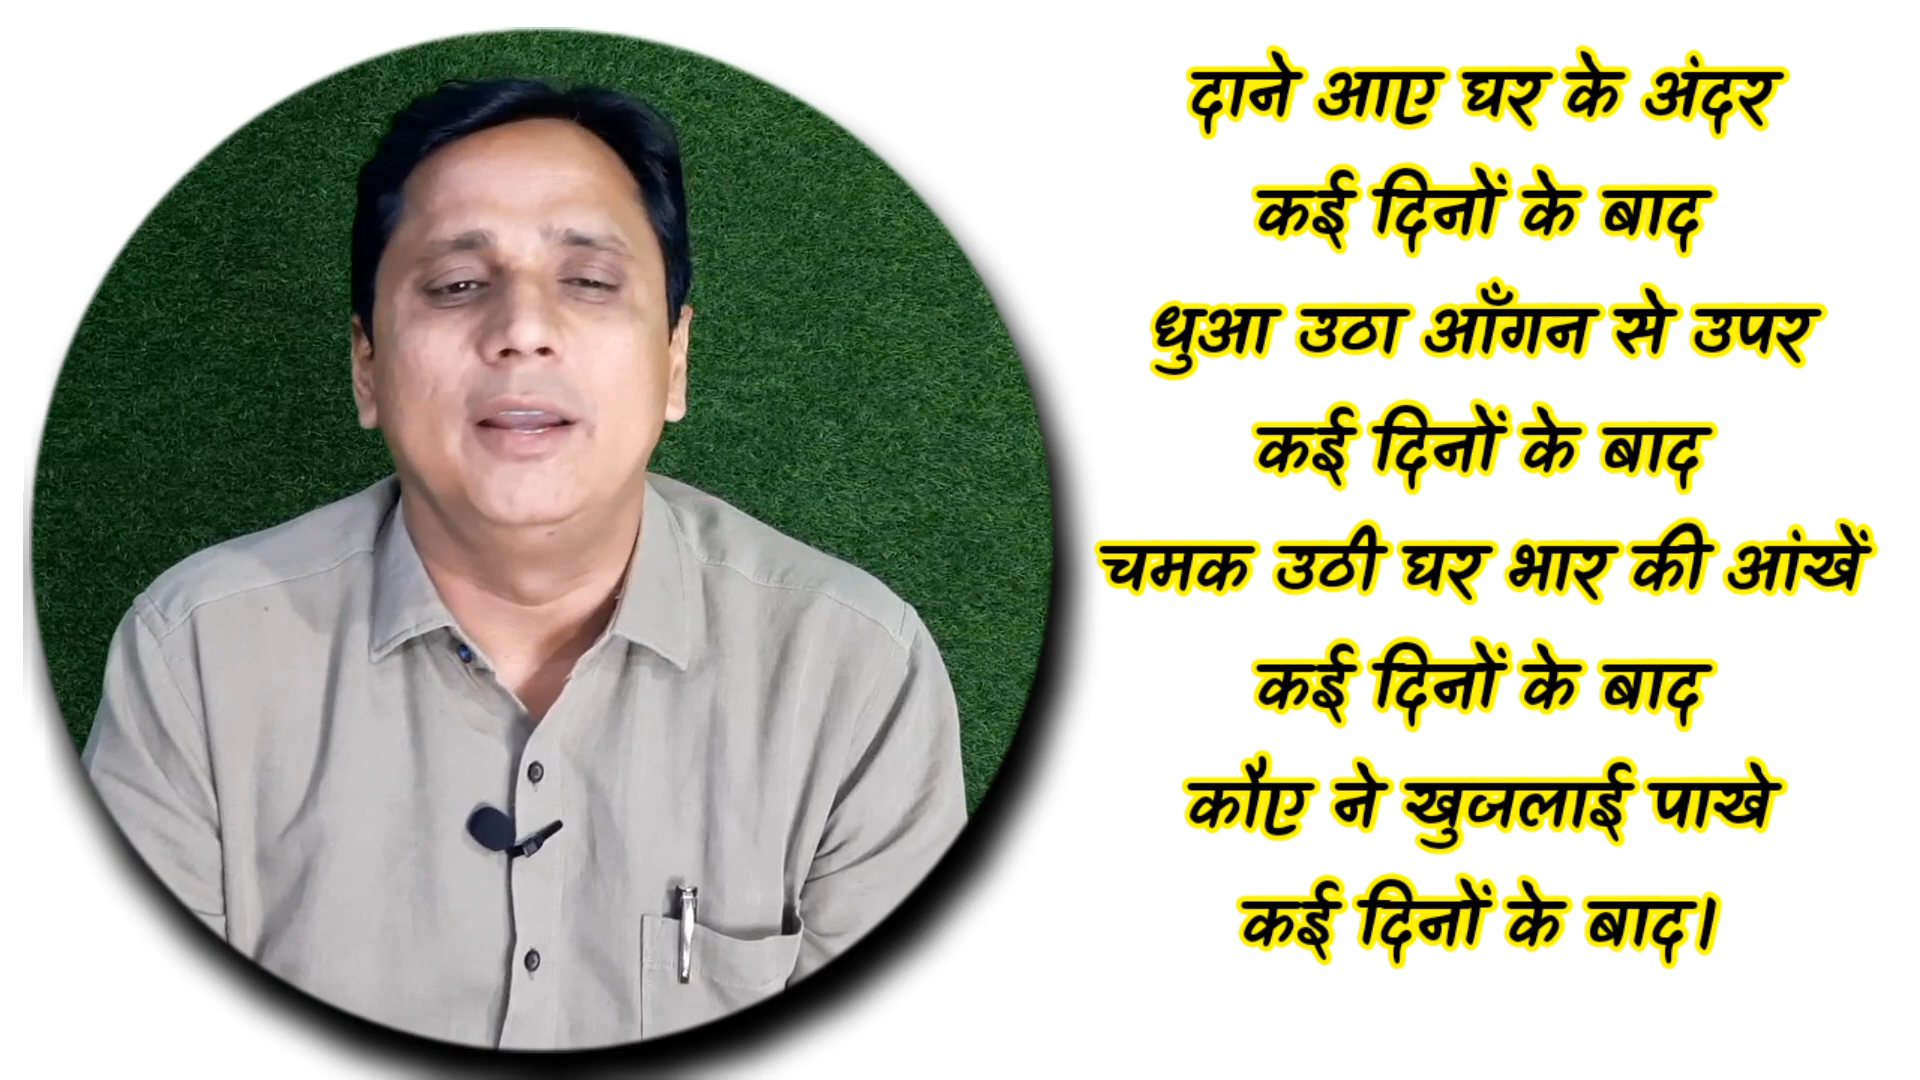 दाने आए घर के अंदर
कई दिनों के बाद
धुआ उठा आँगन से उपर
कई दिनों के बाद
चमक उठी घर भार की आंखें
कई दिनों के बाद
कौए ने खुजलाई पाखे
कई दिनों के बाद।